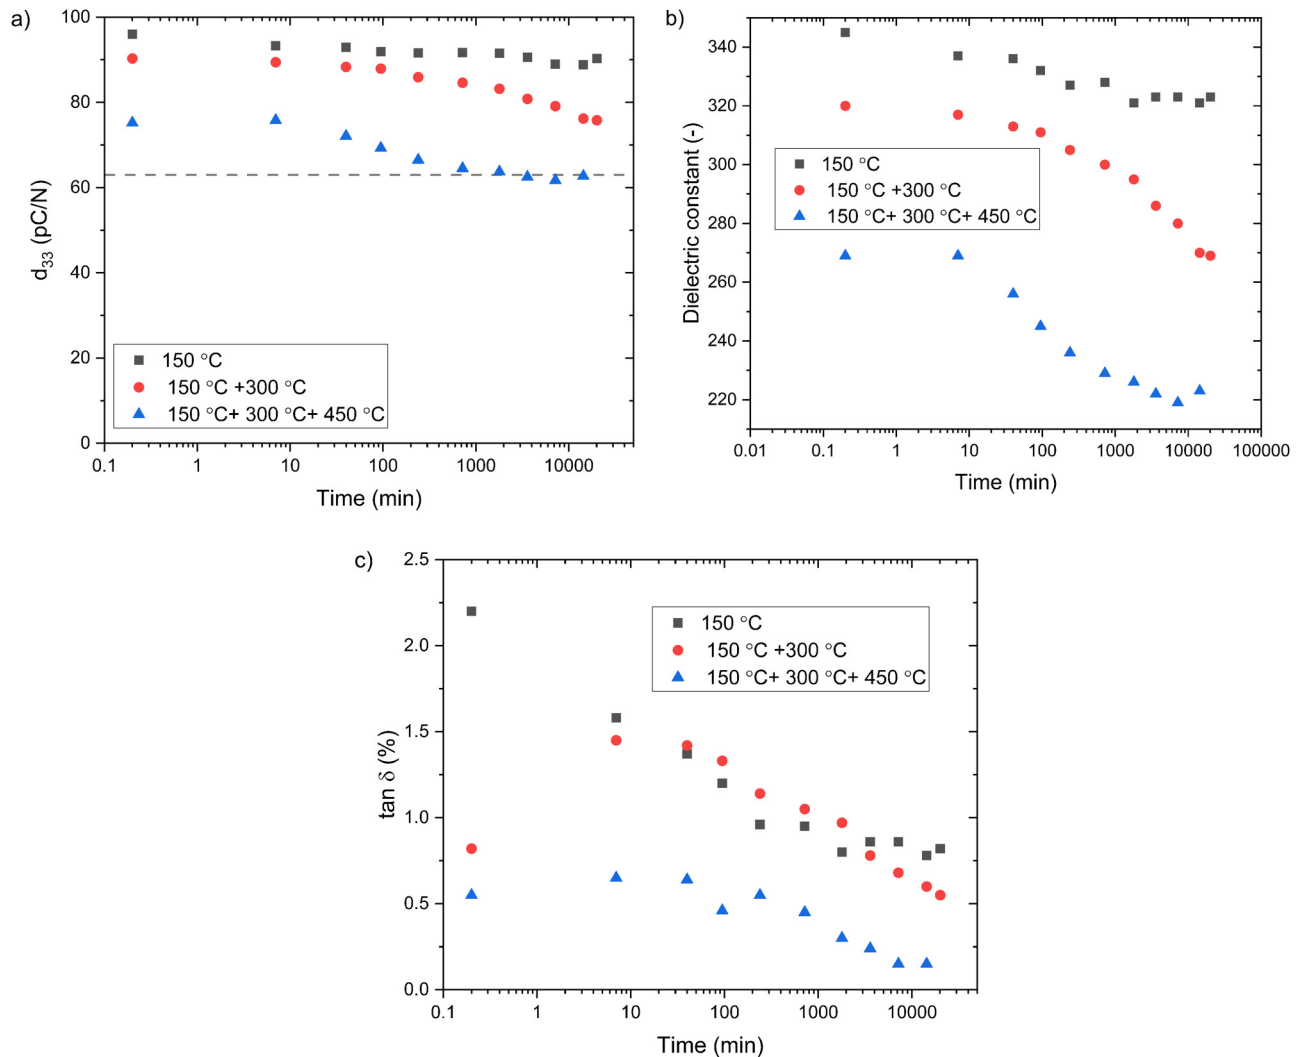 a)
100
80
60
40
20
0
d33 (pC/N)
150 °C
150 °C +300 °C
150 °C+ 300 °C+ 450 °C
0.1 1 10 100 1000 10000
Time (min)
b)
340
320
300
280
260
240
220
Dielectric constant (-)
150 °C
150 °C +300 °C
150 °C+ 300 °C+ 450 °C
0.01 0.1 1 10 100 1000 10000 100000
Time (min)
c)
2.5
2.0
1.5
1.0
0.5
0.0
tan δ (%)
150 °C
150 °C +300 °C
150 °C+ 300 °C+ 450 °C
0.1 1 10 100 1000 10000
Time (min)